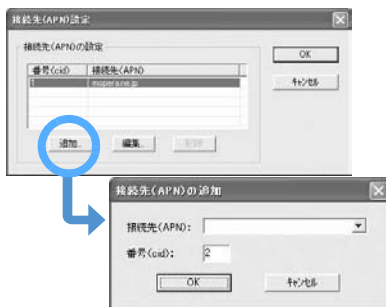 接続先(APN)設定
接続先(APN)の設定
番号(cid) 接続先(APN)
1 mopera.ne.jp
追加.. 編集.. 削除
OK
キャンセル
接続先(APN)の追加
接続先(APN):
番号(cid): 2
OK キャンセル